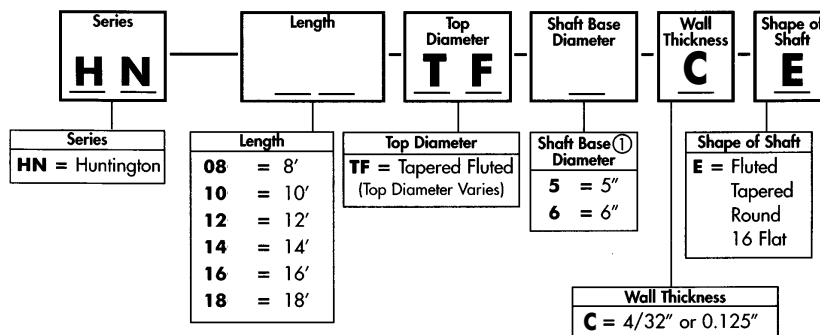 Series
Length
Top
Diameter
Shaft Base
Diameter
Wall
Thickness
Shape of
Shaft
H N
T F
C
E
Series
HN = Huntington
Length
08 = 8′
10 = 10′
12 = 12′
14 = 14′
16 = 16′
18 = 18′
Top Diameter
TF = Tapered Fluted
(Top Diameter Varies)
Shaft Base ①
Diameter
5 = 5″
6 = 6″
Shape of Shaft
E = Fluted
Tapered
Round
16 Flat
Wall Thickness
C = 4/32″ or 0.125″